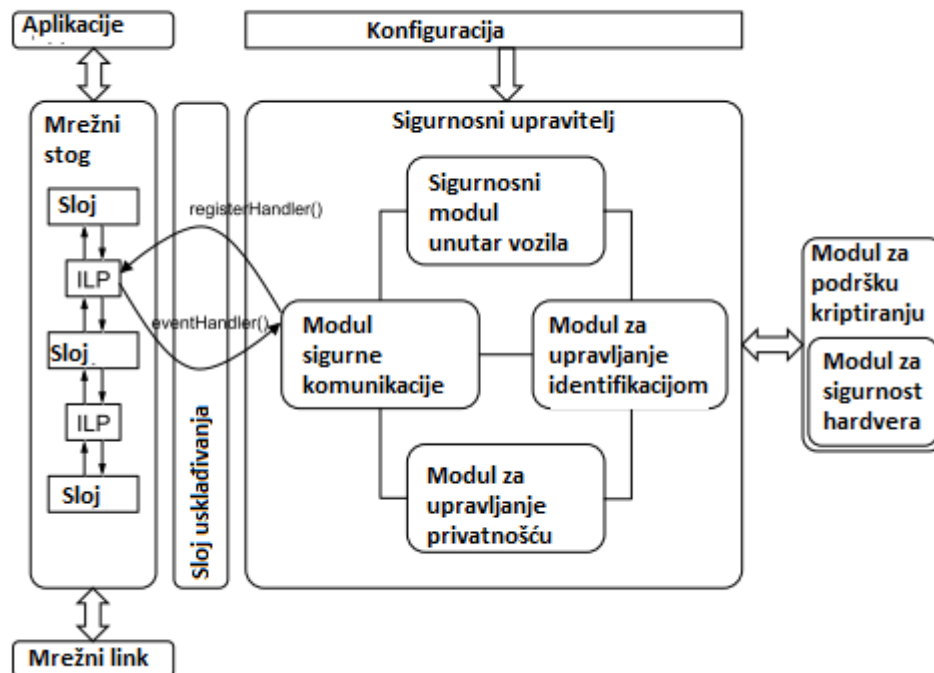 Aplikacije
Konfiguracija
Mrežni
stog
Sloj
ILP
Sloj
ILP
Sloj
Mrežni link
Sloj usklađivanja
registerHandler()
eventHandler()
Sigurnosni upravitelj
Sigurnosni
modul
unutar vozila
Modul
sigurne
komunikacije
Modul za
upravljanje
identifikacijom
Modul za
upravljanje
privatnošću
Modul za
podršku
kriptiranju
Modul za
sigurnost
hardvera